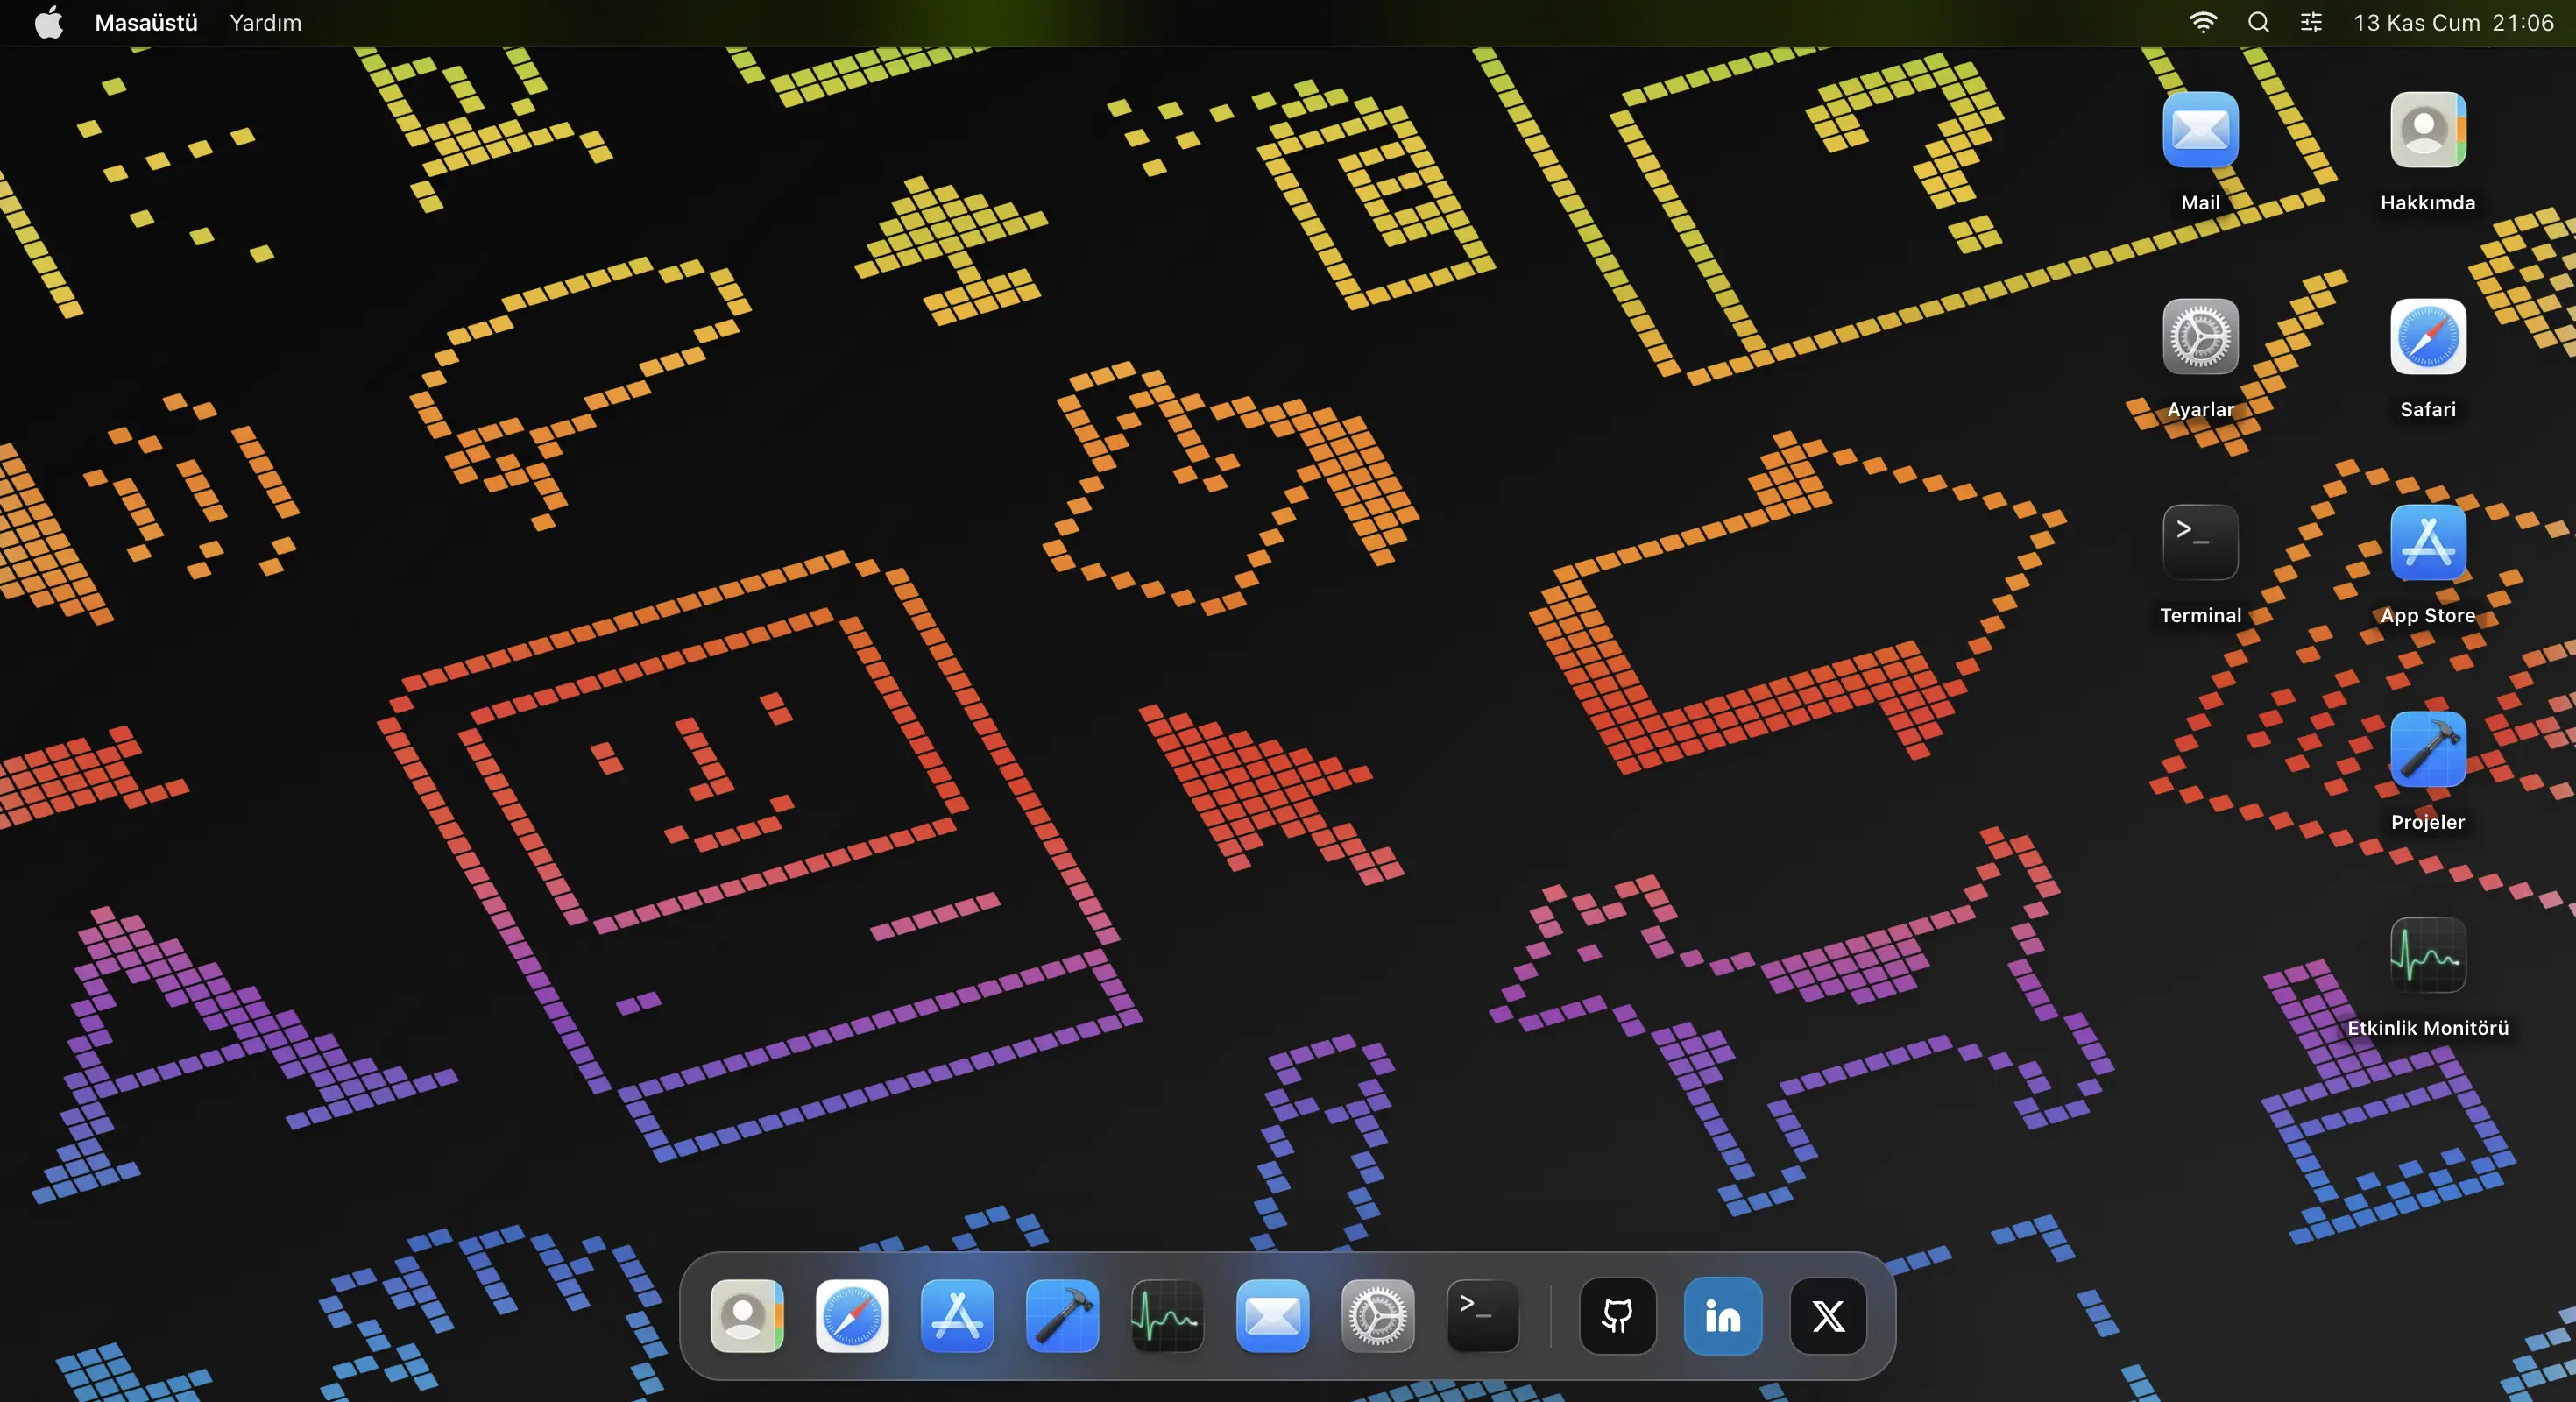 Masaüstü Yardım 13 Kas Cum 21:06
Mail Hakkımda
Ayarlar Safari
Terminal App Store
Projeler
Etkinlik Monitörü